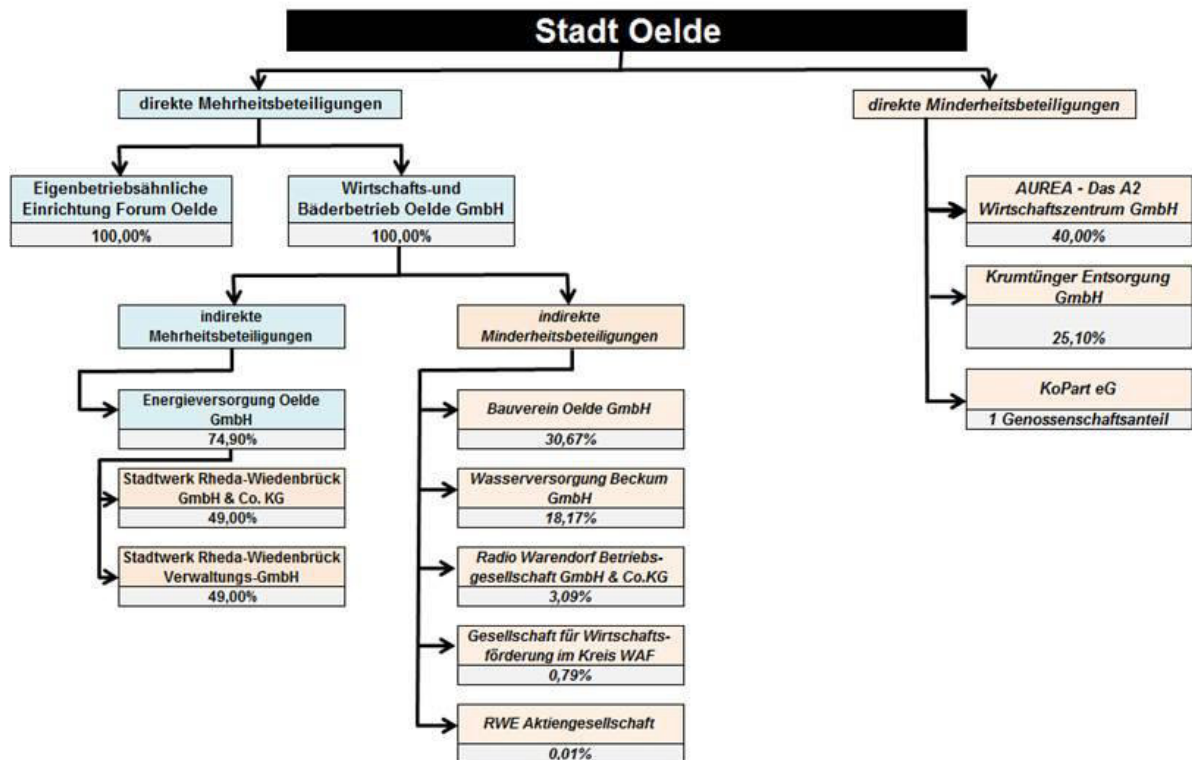 Stadt Oelde
direkte Mehrheitsbeteiligungen
direkte Minderheitsbeteiligungen
Eigenbetriebsähnliche
Einrichtung Forum Oelde
100,00%
Wirtschafts-und
Bäderbetrieb Oelde GmbH
100,00%
AUREA - Das A2
Wirtschaftszentrum GmbH
40,00%
Krumtünger Entsorgung
GmbH
25,10%
KoPart eG
1 Genossenschaftsanteil
indirekte
Mehrheitsbeteiligungen
indirekte
Minderheitsbeteiligungen
Energieversorgung Oelde
GmbH
74,90%
Stadtwerk Rheda-Wiedenbrück
GmbH & Co. KG
49,00%
Stadtwerk Rheda-Wiedenbrück
Verwaltungs-GmbH
49,00%
Bauverein Oelde GmbH
30,67%
Wasserversorgung Beckum
GmbH
18,17%
Radio Warendorf Betriebs-
gesellschaft GmbH & Co.KG
3,09%
Gesellschaft für Wirtschafts-
förderung im Kreis WAF
0,79%
RWE Aktiengesellschaft
0,01%